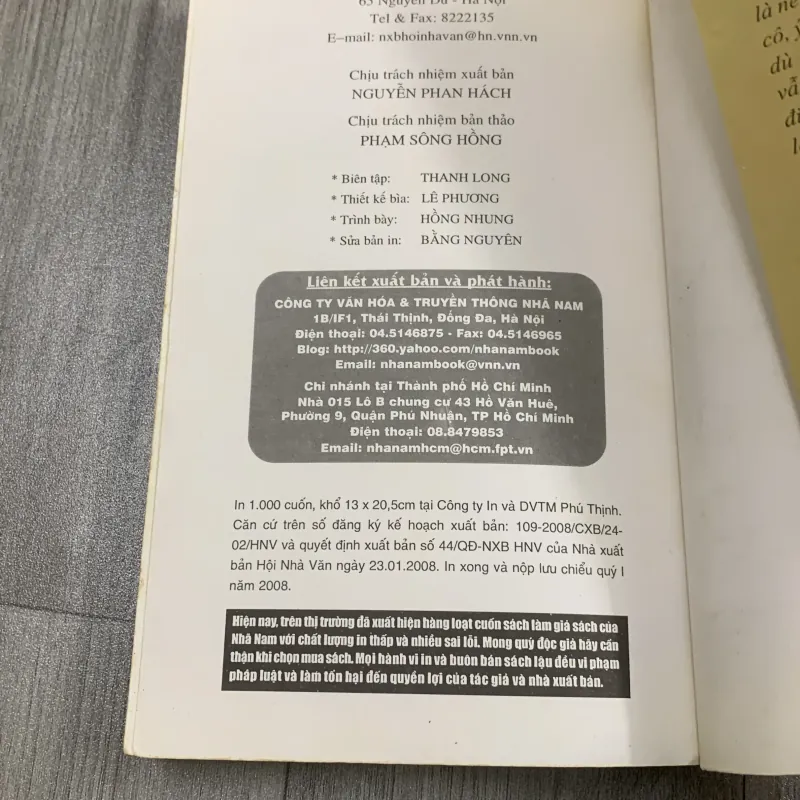 65 Nguyễn Du - Hà Nội
Tel & Fax: 8222135
E–mail: nxbhoinhavan@hn.vnn.vn
Chịu trách nhiệm xuất bản
NGUYỄN PHAN HÁCH
Chịu trách nhiệm bản thảo
PHẠM SÔNG HỒNG
* Biên tập: THANH LONG
* Thiết kế bìa: LÊ PHƯƠNG
* Trình bày: HỒNG NHUNG
* Sửa bản in: BẰNG NGUYÊN
Liên kết xuất bản và phát hành:
CÔNG TY VĂN HÓA & TRUYỀN THÔNG NHÃ NAM
1B/IF1, Thái Thịnh, Đống Đa, Hà Nội
Điện thoại: 04.5146875 - Fax: 04.5146965
Blog: http://360.yahoo.com/nhanambook
Email: nhanambook@vnn.vn
Chi nhánh tại Thành phố Hồ Chí Minh
Nhà 015 Lô B chung cư 43 Hồ Văn Huê,
Phường 9, Quận Phú Nhuận, TP Hồ Chí Minh
Điện thoại: 08.8479853
Email: nhanamhcm@hcm.fpt.vn
In 1.000 cuốn, khổ 13 x 20,5cm tại Công ty In và DVTM Phú Thịnh.
Căn cứ trên số đăng ký kế hoạch xuất bản: 109-2008/CXB/24-
02/HNV và quyết định xuất bản số 44/QĐ-NXB HNV của Nhà xuất
bản Hội Nhà Văn ngày 23.01.2008. In xong và nộp lưu chiểu quý I
năm 2008.
Hiện nay, trên thị trường đã xuất hiện hàng loạt cuốn sách làm giả sách của
Nhã Nam với chất lượng in thấp và nhiều sai lỗi. Mong quý độc giả hãy cẩn
thận khi chọn mua sách. Mọi hành vi in và buôn bán sách lậu đều vi phạm
pháp luật và làm tổn hại đến quyền lợi của tác giả và nhà xuất bản.
là
cô,
dù
vẫ